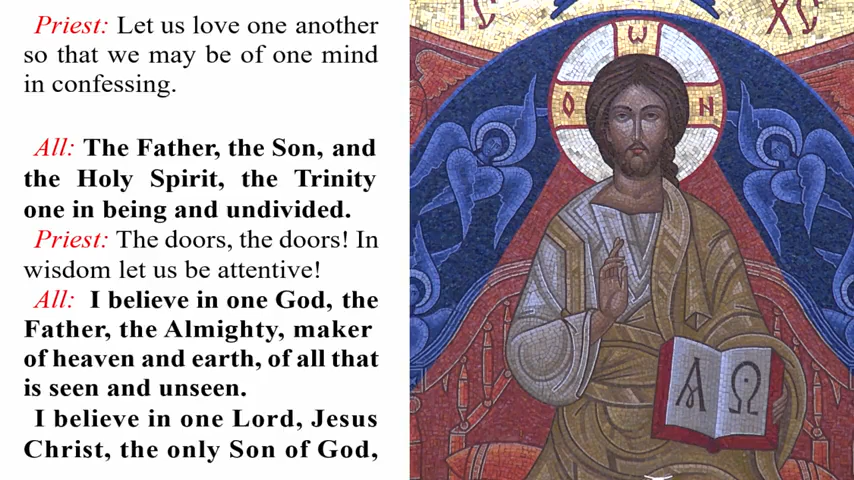 Priest: Let us love one another
so that we may be of one mind
in confessing.
All: The Father, the Son, and
the Holy Spirit, the Trinity
one in being and undivided.
Priest: The doors, the doors! In
wisdom let us be attentive!
All: I believe in one God, the
Father, the Almighty, maker
of heaven and earth, of all that
is seen and unseen.
I believe in one Lord, Jesus
Christ, the only Son of God,
IC XC
ω
O N
A Ω